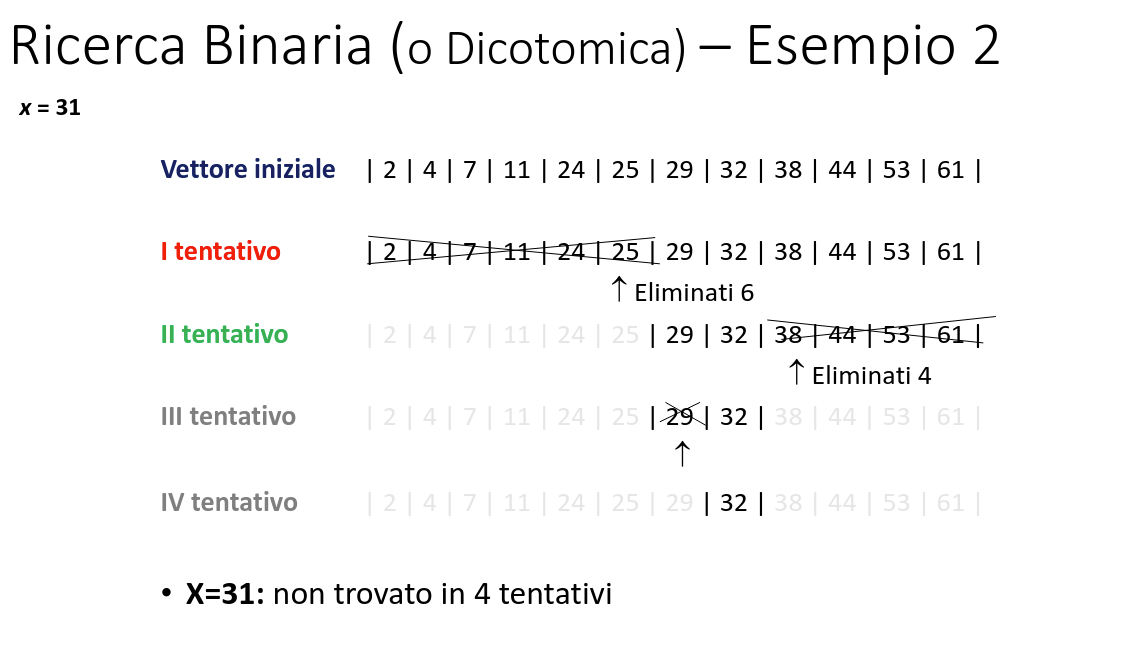 Ricerca Binaria (o Dicotomica) – Esempio 2
x = 31
Vettore iniziale | 2 | 4 | 7 | 11 | 24 | 25 | 29 | 32 | 38 | 44 | 53 | 61 |
I tentativo | 2 | 4 | 7 | 11 | 24 | 25 | 29 | 32 | 38 | 44 | 53 | 61 |
↑ Eliminati 6
II tentativo | 2 | 4 | 7 | 11 | 24 | 25 | 29 | 32 | 38 | 44 | 53 | 61 |
↑ Eliminati 4
III tentativo | 2 | 4 | 7 | 11 | 24 | 25 | 29 | 32 | 38 | 44 | 53 | 61 |
↑
IV tentativo | 2 | 4 | 7 | 11 | 24 | 25 | 29 | 32 | 38 | 44 | 53 | 61 |
• X=31: non trovato in 4 tentativi